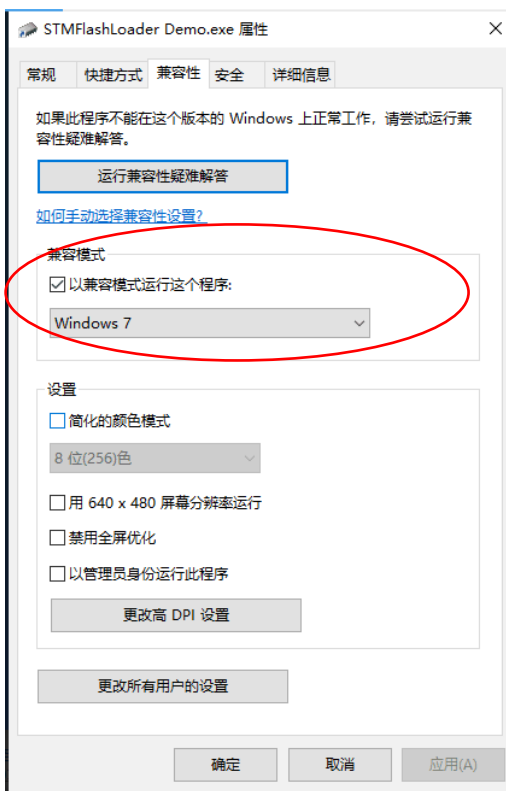 STMFlashLoader Demo.exe 属性
常规 快捷方式 兼容性 安全 详细信息
如果此程序不能在这个版本的 Windows 上正常工作，请尝试运行兼
容性疑难解答。
运行兼容性疑难解答
如何手动选择兼容性设置?
兼容模式
以兼容模式运行这个程序:
Windows 7
设置
简化的颜色模式
8 位(256)色
用 640 x 480 屏幕分辨率运行
禁用全屏优化
以管理员身份运行此程序
更改高 DPI 设置
更改所有用户的设置
确定 取消 应用(A)